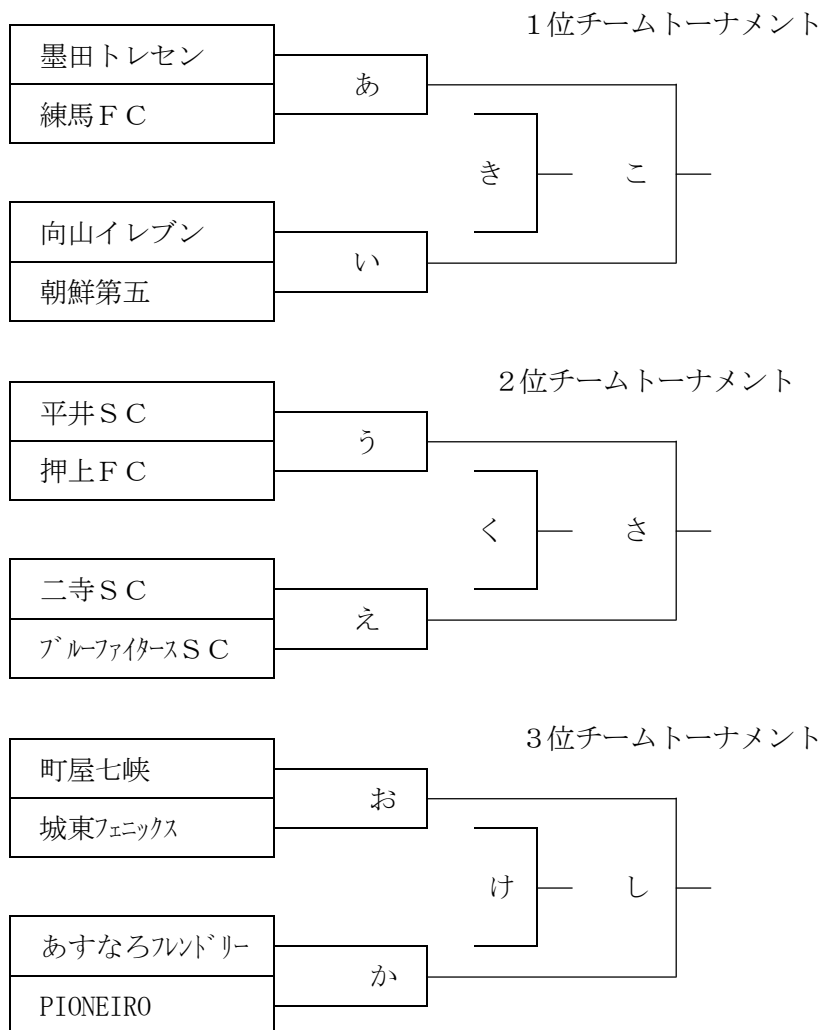 １位チームトーナメント
墨田トレセン
あ
練馬ＦＣ
き
こ
向山イレブン
い
朝鮮第五
２位チームトーナメント
平井ＳＣ
う
押上ＦＣ
く
さ
二寺ＳＣ
え
ﾌﾞﾙｰﾌｧｲﾀｰｽＳＣ
３位チームトーナメント
町屋七峡
お
城東ﾌｪﾆｯｸｽ
け
し
あすなろﾌﾚﾝﾄﾞﾘｰ
か
PIONEIRO